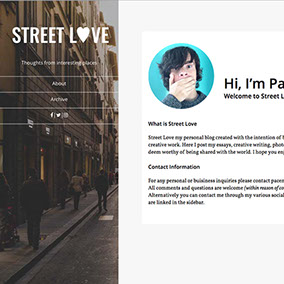 STREET L♥VE
Thoughts from interesting places
About
Archive
Hi, I'm Pa
Welcome to Street L
What is Street Love
Street Love my personal blog created with the intention of b
creative work. Here I post my essays, creative writing, photo
deem worthy of being shared with the world. I hope you enj
Contact Information
For any personal or buisiness inquiries please contact pacem
All comments and questions are welcome (within reason of con
Alternatively you can contact me through my various social
are linked in the sidebar.